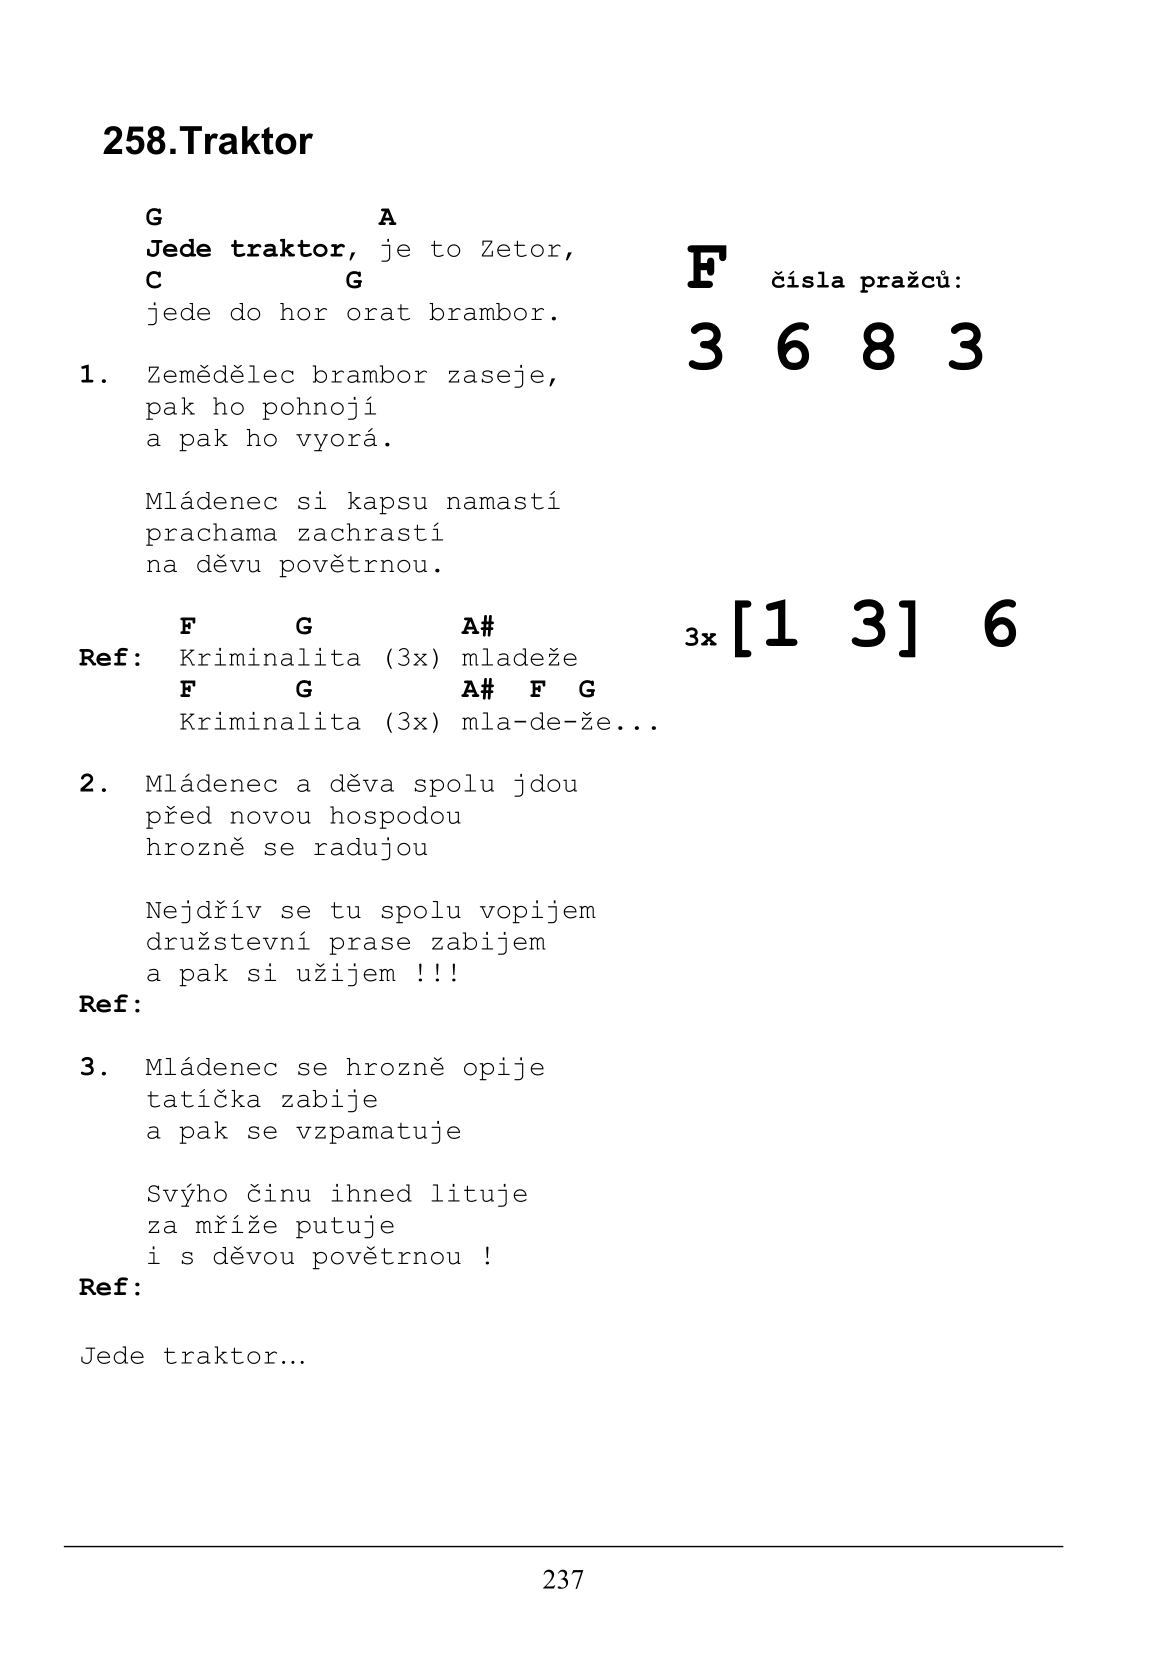 258.Traktor
G A
Jede traktor, je to Zetor,
C G
jede do hor orat brambor.
F čísla pražců:
3 6 8 3
1. Zemědělec brambor zaseje,
pak ho pohnojí
a pak ho vyorá.
Mládenec si kapsu namastí
prachama zachrastí
na děvu povětrnou.
F G A#
Ref: Kriminalita (3x) mladeže
F G A# F G
Kriminalita (3x) mla-de-že...
3x [1 3] 6
2. Mládenec a děva spolu jdou
před novou hospodou
hrozně se radujou
Nejdřív se tu spolu vopijem
družstevní prase zabijem
a pak si užijem !!!
Ref:
3. Mládenec se hrozně opije
tatíčka zabije
a pak se vzpamatuje
Svýho činu ihned lituje
za mříže putuje
i s děvou povětrnou !
Ref:
Jede traktor...
237